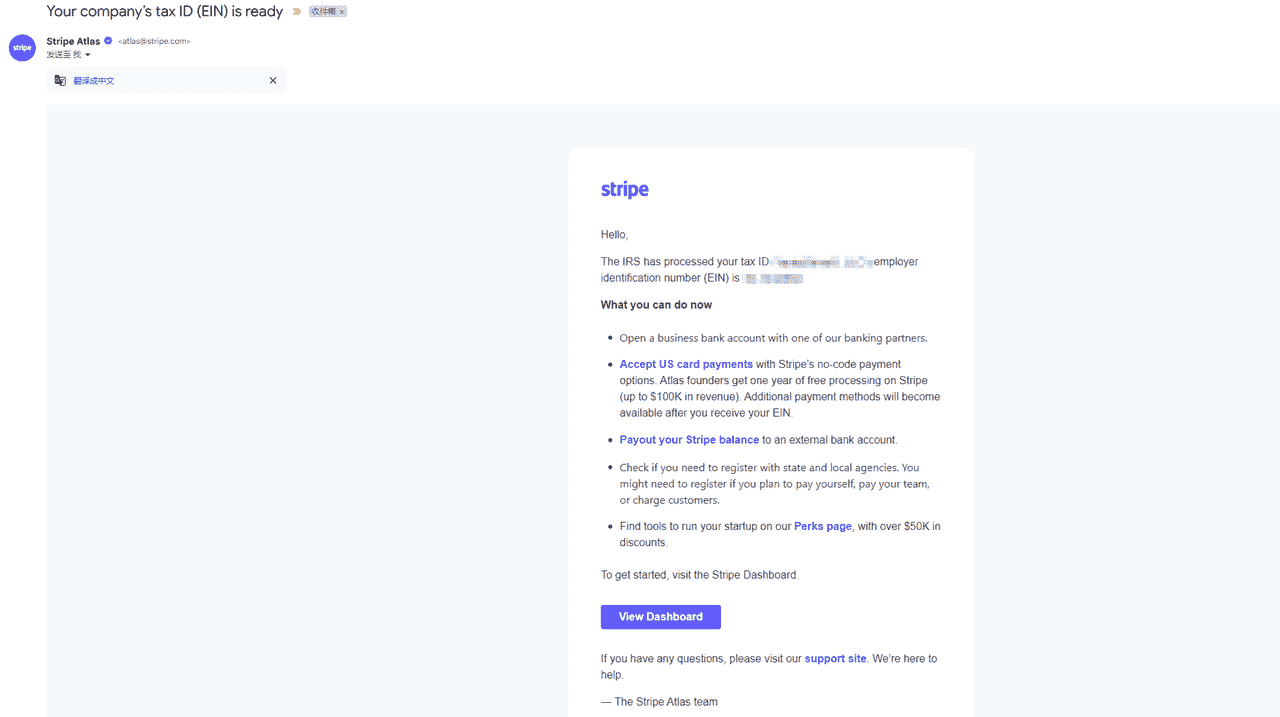 Your company's tax ID (EIN) is ready
收件箱 x
stripe
Stripe Atlas <atlas@stripe.com>
发送至 我
翻译成中文
stripe
Hello,
The IRS has processed your tax ID employer
identification number (EIN) is
What you can do now
• Open a business bank account with one of our banking partners.
• Accept US card payments with Stripe's no-code payment
options. Atlas founders get one year of free processing on Stripe
(up to $100K in revenue). Additional payment methods will become
available after you receive your EIN.
• Payout your Stripe balance to an external bank account.
• Check if you need to register with state and local agencies. You
might need to register if you plan to pay yourself, pay your team,
or charge customers.
• Find tools to run your startup on our Perks page, with over $50K in
discounts.
To get started, visit the Stripe Dashboard.
View Dashboard
If you have any questions, please visit our support site. We're here to
help.
— The Stripe Atlas team